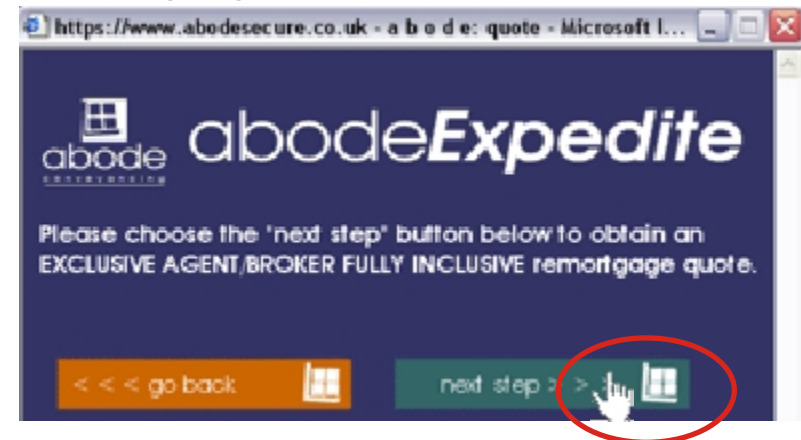 https://www.abodesecure.co.uk - a b o d e: quote - Microsoft I...
abode
conveyancing
abodeExpedite
Please choose the 'next step' button below to obtain an
EXCLUSIVE AGENT/BROKER FULLY INCLUSIVE remortgage quote.
< < < go back
next step > > >